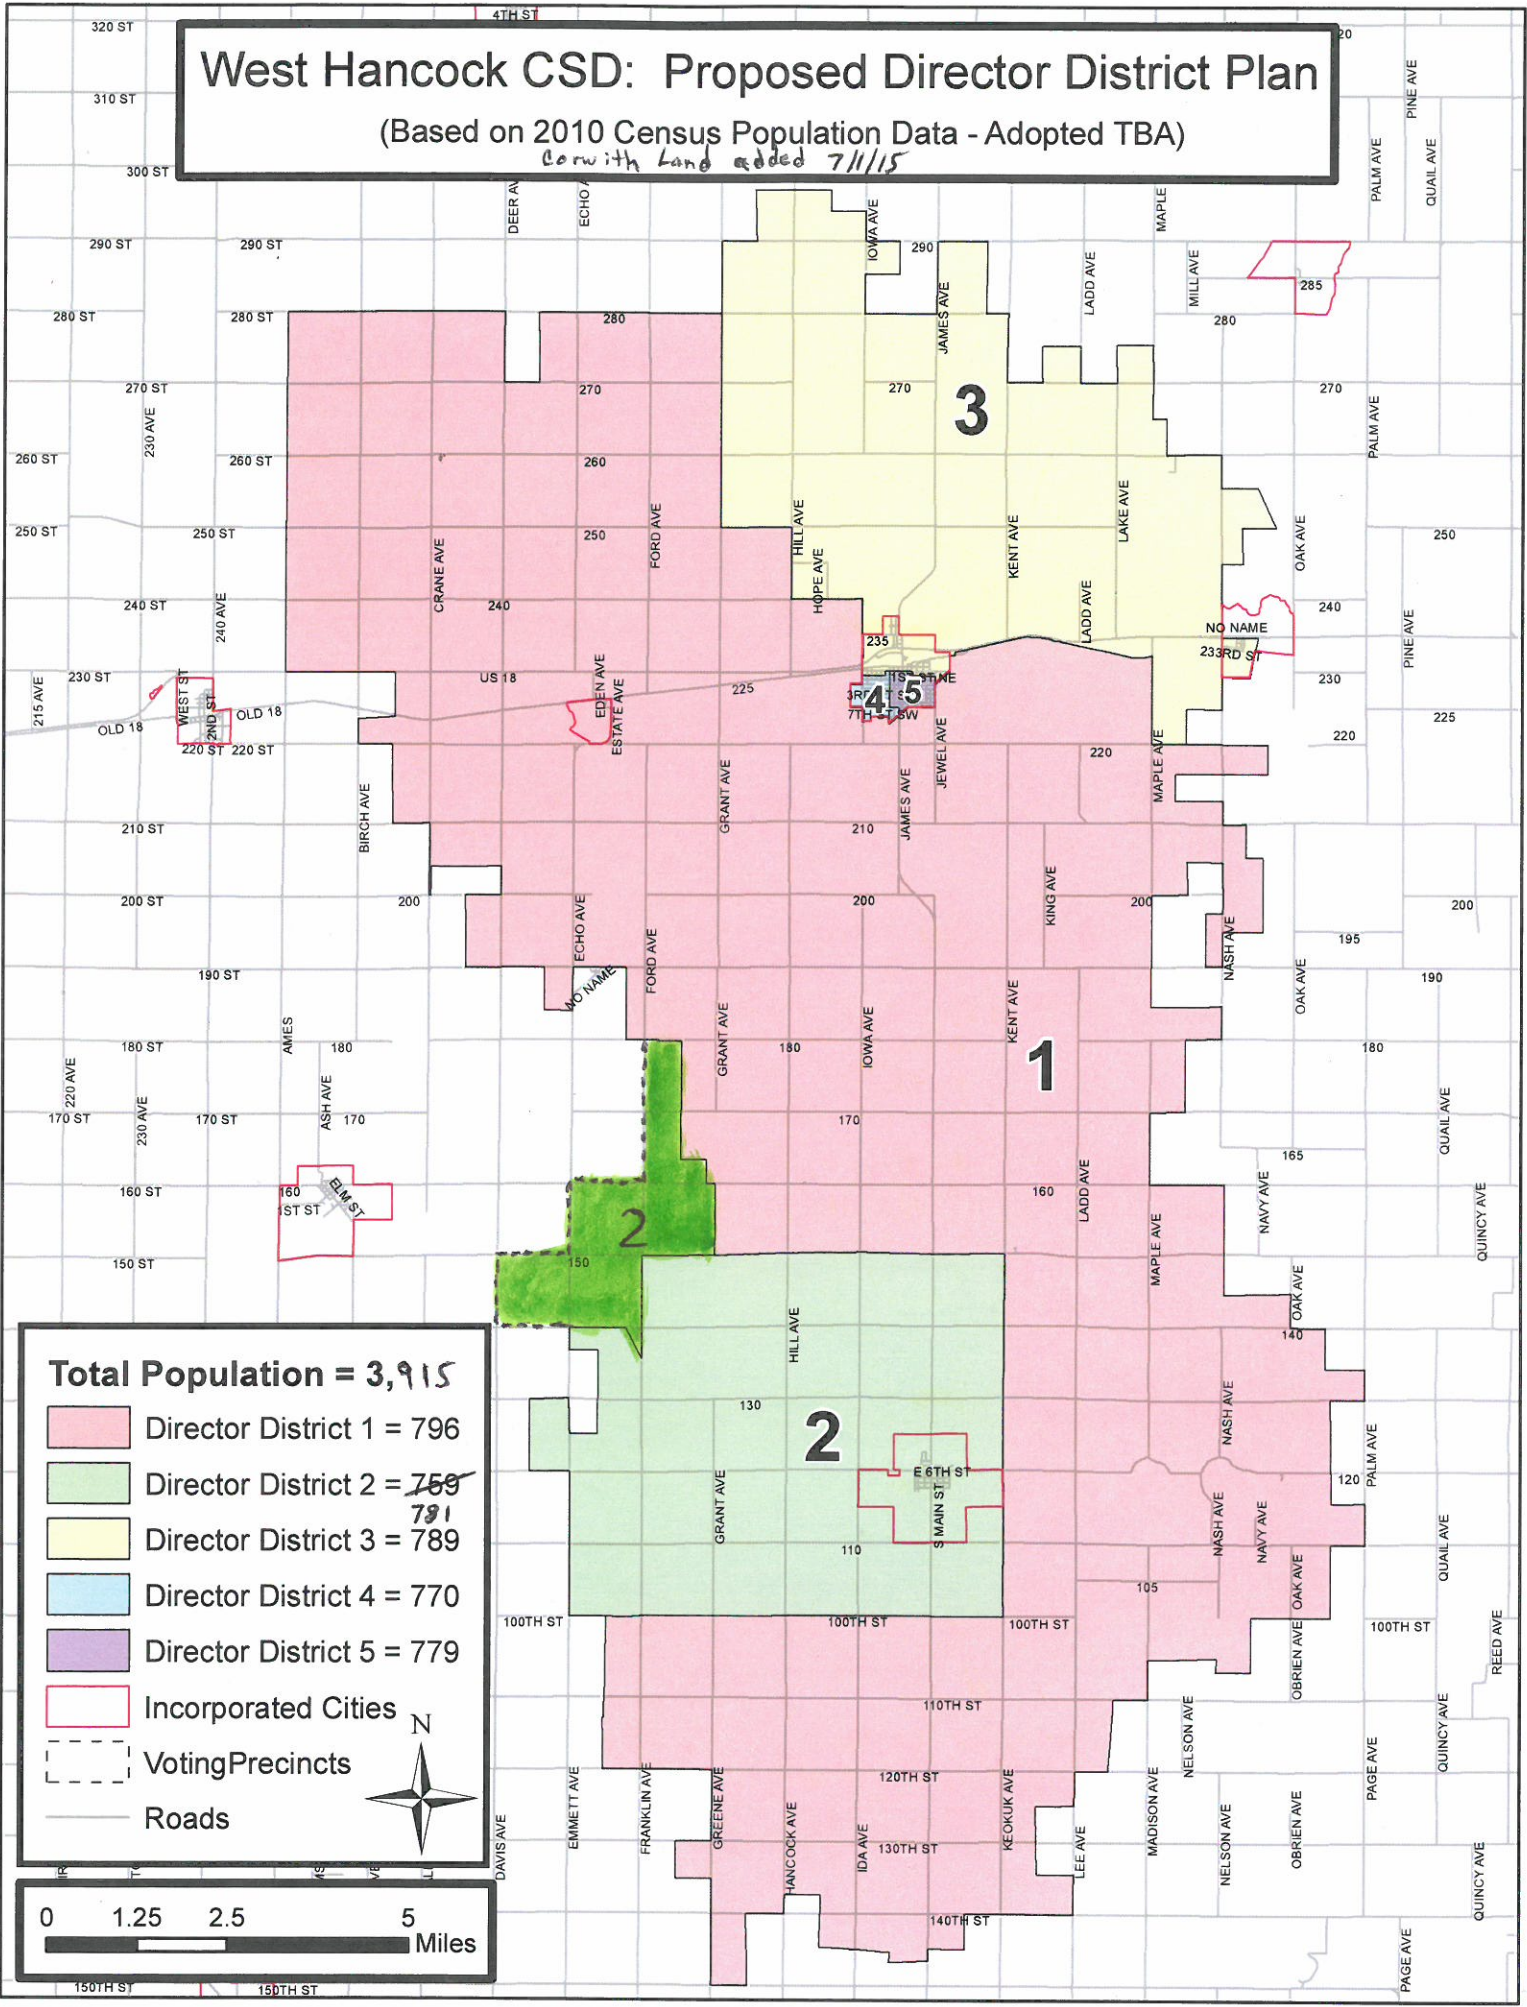 4TH ST
320 ST
20
West Hancock CSD: Proposed Director District Plan
(Based on 2010 Census Population Data - Adopted TBA)
Corwith Land added 7/1/15
310 ST
PINE AVE
300 ST
PALM AVE
QUAIL AVE
DEER AV
ECHO A
IOWA AVE
MAPLE
290 ST
290 ST
290
LADD AVE
MILL AVE
285
280 ST
280 ST
280
JAMES AVE
280
270 ST
270
270
270
3
230 AVE
PALM AVE
260 ST
260 ST
260
250 ST
250 ST
250
FORD AVE
HILL AVE
KENT AVE
LAKE AVE
OAK AVE
250
CRANE AVE
HOPE AVE
240 ST
240 AVE
240
LADD AVE
240
235
NO NAME
233RD ST
PINE AVE
230 ST
US 18
1ST ST NE
230
215 AVE
WEST ST
2ND ST
EDEN AVE
ESTATE AVE
225
3RD ST S
4
5
7TH ST SW
225
OLD 18
OLD 18
220 ST
220 ST
JEWEL AVE
220
MAPLE AVE
220
BIRCH AVE
GRANT AVE
JAMES AVE
210 ST
210
200 ST
200
ECHO AVE
200
KING AVE
200
200
FORD AVE
NASH AVE
195
190 ST
NO NAME
OAK AVE
190
AMES
GRANT AVE
IOWA AVE
KENT AVE
180 ST
180
180
1
180
220 AVE
230 AVE
ASH AVE
170 ST
170 ST
170
170
QUAIL AVE
165
160 ST
160
ELM ST
1ST ST
160
LADD AVE
NAVY AVE
QUINCY AVE
2
150 ST
150
MAPLE AVE
OAK AVE
HILL AVE
140
Total Population = 3,915
Director District 1 = 796
Director District 2 = 759
781
Director District 3 = 789
Director District 4 = 770
Director District 5 = 779
Incorporated Cities
VotingPrecincts
Roads
N
130
2
NASH AVE
PALM AVE
E 6TH ST
120
GRANT AVE
S MAIN ST
NASH AVE
NAVY AVE
QUAIL AVE
110
105
OAK AVE
100TH ST
100TH ST
100TH ST
100TH ST
OBRIEN AVE
REED AVE
110TH ST
NELSON AVE
QUINCY AVE
120TH ST
PAGE AVE
DAVIS AVE
EMMETT AVE
FRANKLIN AVE
GREENE AVE
HANCOCK AVE
IDA AVE
130TH ST
KEOKUK AVE
LEE AVE
MADISON AVE
NELSON AVE
OBRIEN AVE
QUINCY AVE
140TH ST
0 1.25 2.5 5
Miles
PAGE AVE
150TH ST
150TH ST